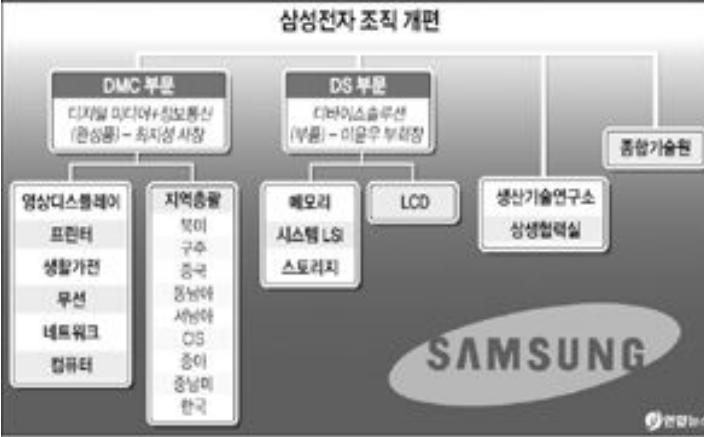 삼성전자 조직 개편
DMC 부문
디지털 미디어+정보통신
(완성품) – 최지성 사장
DS 부문
디바이스솔루션
(부품) – 이윤우 부회장
종합기술원
영상디스플레이
프린터
생활가전
무선
네트워크
컴퓨터
지역총괄
북미
구주
중국
동남아
서남아
CIS
중아
중남미
한국
메모리
시스템 LSI
스토리지
LCD
생산기술연구소
상생협력실
SAMSUNG
연합뉴스